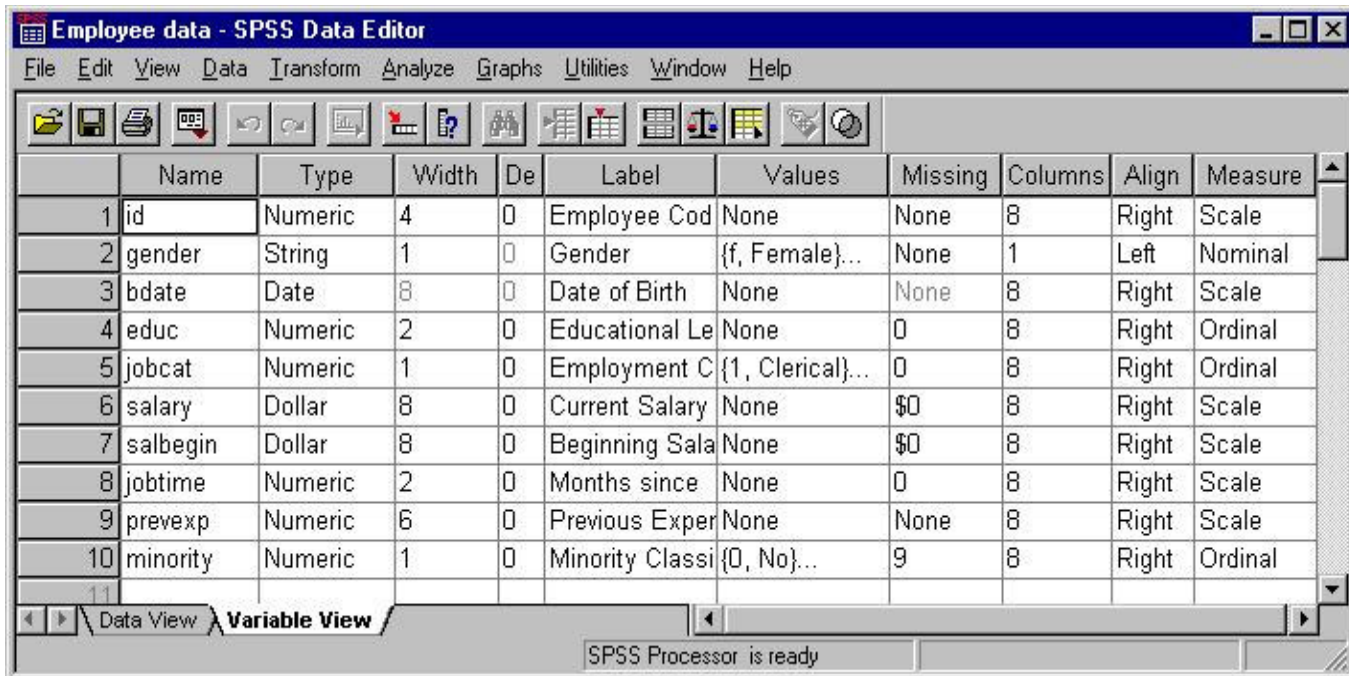 Employee data - SPSS Data Editor
File Edit View Data Transform Analyze Graphs Utilities Window Help
Name Type Width De Label Values Missing Columns Align Measure
1 id Numeric 4 0 Employee Cod None None 8 Right Scale
2 gender String 1 0 Gender {f, Female}... None 1 Left Nominal
3 bdate Date 8 0 Date of Birth None None 8 Right Scale
4 educ Numeric 2 0 Educational Le None 0 8 Right Ordinal
5 jobcat Numeric 1 0 Employment C {1, Clerical}... 0 8 Right Ordinal
6 salary Dollar 8 0 Current Salary None $0 8 Right Scale
7 salbegin Dollar 8 0 Beginning Sala None $0 8 Right Scale
8 jobtime Numeric 2 0 Months since None 0 8 Right Scale
9 prevexp Numeric 6 0 Previous Exper None None 8 Right Scale
10 minority Numeric 1 0 Minority Classi {0, No}... 9 8 Right Ordinal
11
Data View Variable View
SPSS Processor is ready